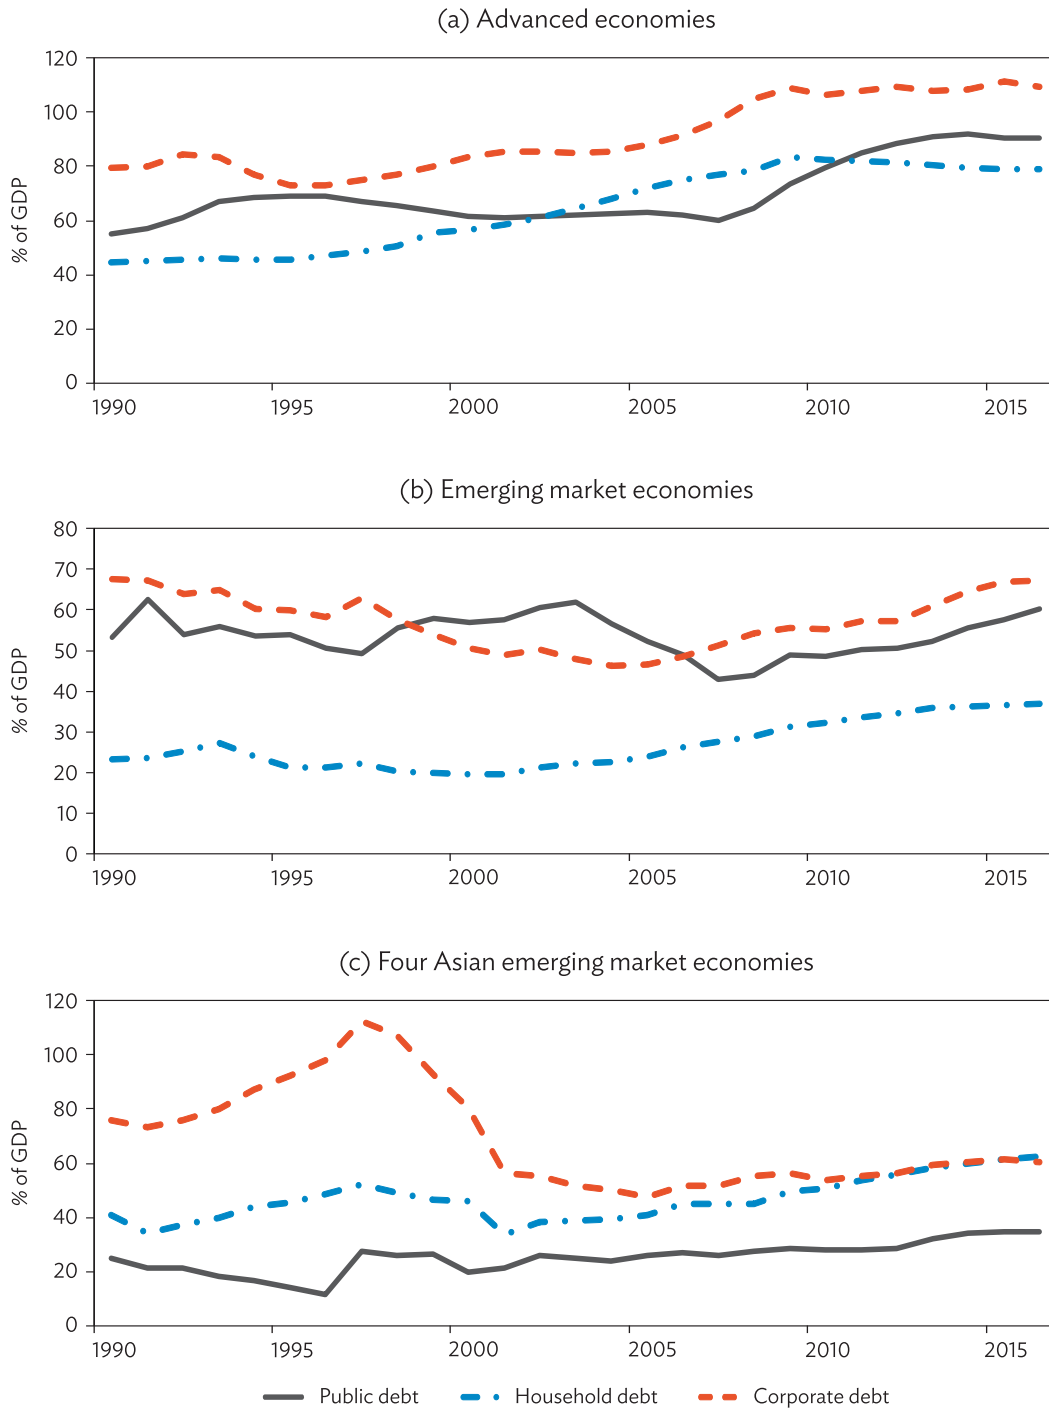 (a) Advanced economies
120
100
80
60
40
20
0
% of GDP
1990 1995 2000 2005 2010 2015
(b) Emerging market economies
80
70
60
50
40
30
20
10
0
% of GDP
1990 1995 2000 2005 2010 2015
(c) Four Asian emerging market economies
120
100
80
60
40
20
0
% of GDP
1990 1995 2000 2005 2010 2015
Public debt Household debt Corporate debt